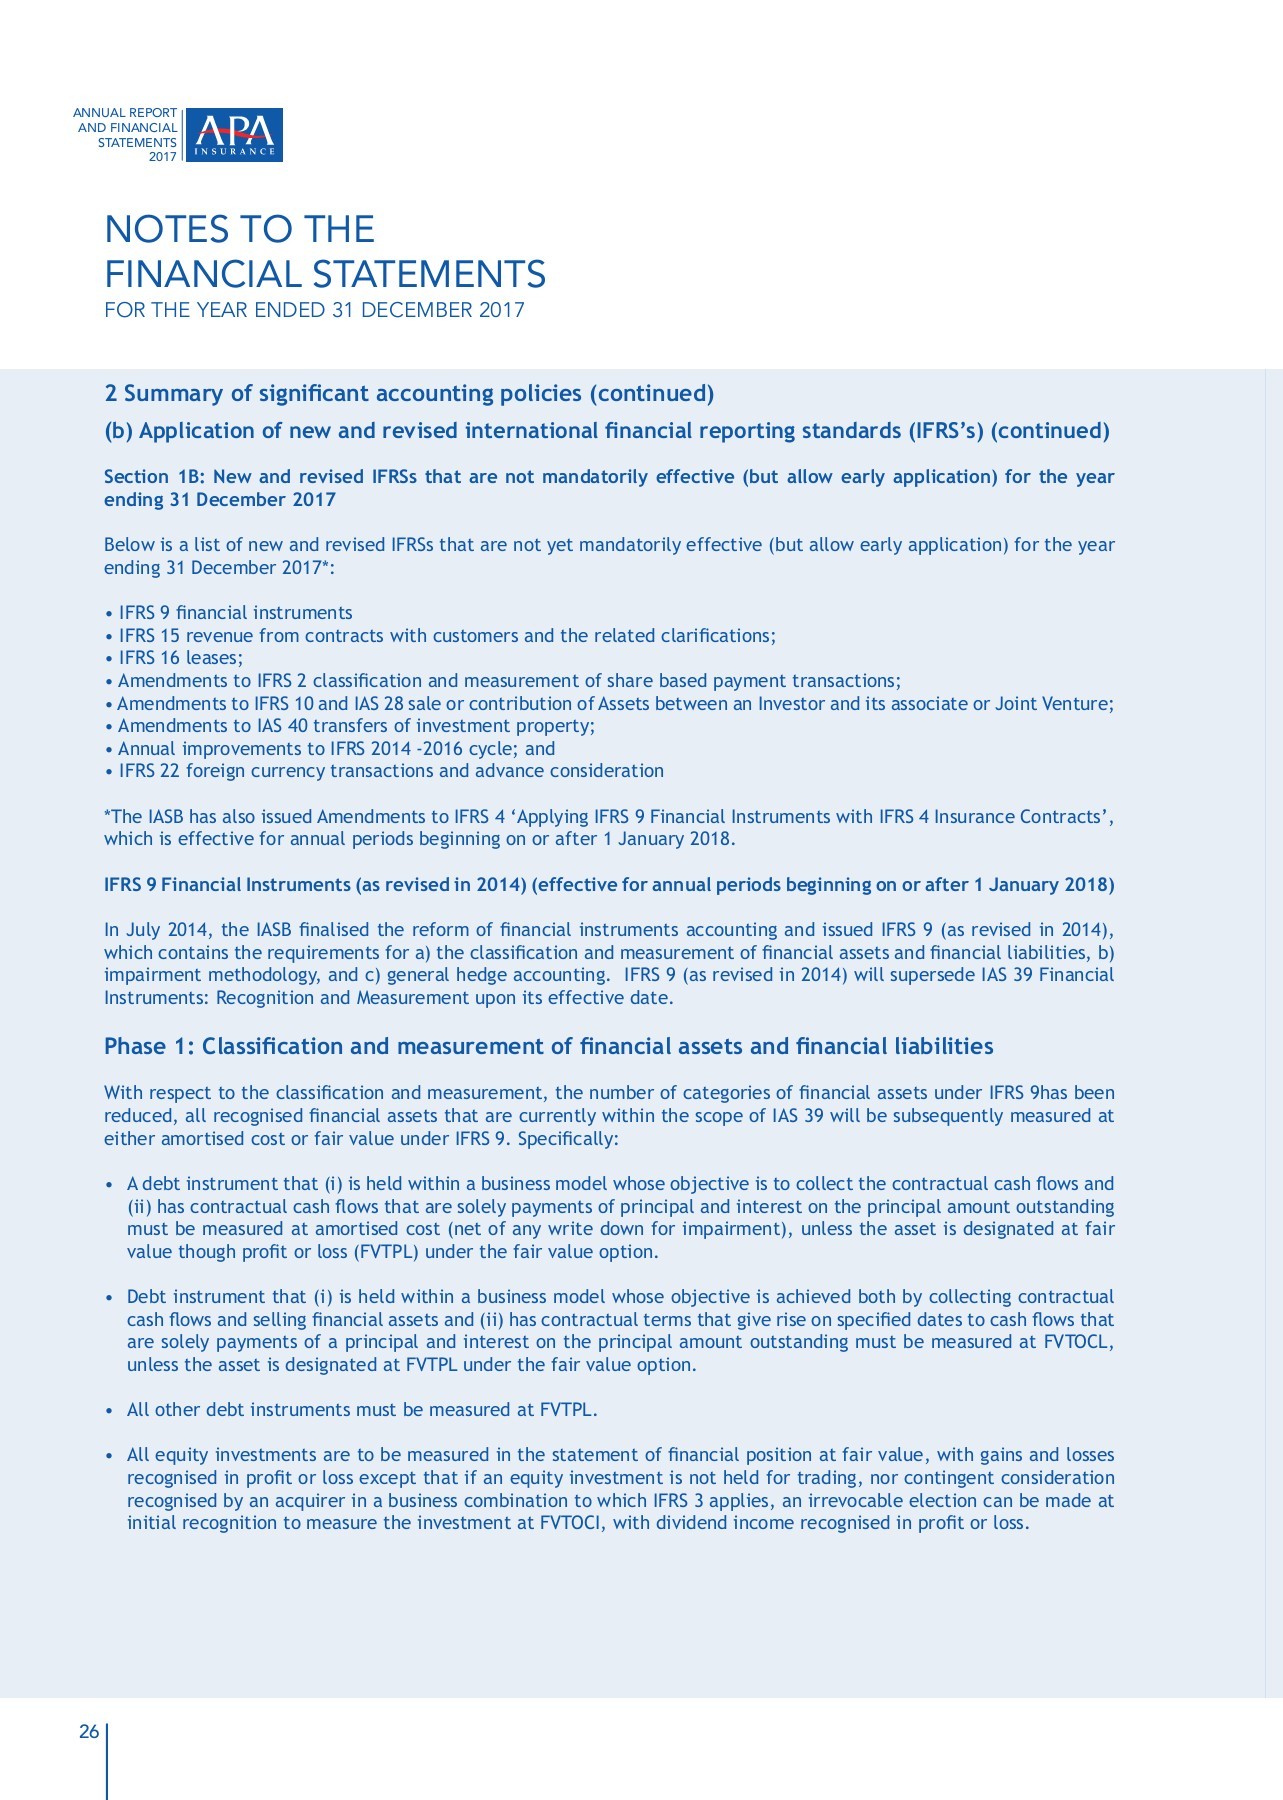 ANNUAL REPORT
AND FINANCIAL
STATEMENTS
2017
APA
INSURANCE
NOTES TO THE
FINANCIAL STATEMENTS
FOR THE YEAR ENDED 31 DECEMBER 2017
2 Summary of significant accounting policies (continued)
(b) Application of new and revised international financial reporting standards (IFRS’s) (continued)
Section 1B: New and revised IFRSs that are not mandatorily effective (but allow early application) for the year
ending 31 December 2017
Below is a list of new and revised IFRSs that are not yet mandatorily effective (but allow early application) for the year
ending 31 December 2017*:
• IFRS 9 financial instruments
• IFRS 15 revenue from contracts with customers and the related clarifications;
• IFRS 16 leases;
• Amendments to IFRS 2 classification and measurement of share based payment transactions;
• Amendments to IFRS 10 and IAS 28 sale or contribution of Assets between an Investor and its associate or Joint Venture;
• Amendments to IAS 40 transfers of investment property;
• Annual improvements to IFRS 2014 -2016 cycle; and
• IFRS 22 foreign currency transactions and advance consideration
*The IASB has also issued Amendments to IFRS 4 ‘Applying IFRS 9 Financial Instruments with IFRS 4 Insurance Contracts’,
which is effective for annual periods beginning on or after 1 January 2018.
IFRS 9 Financial Instruments (as revised in 2014) (effective for annual periods beginning on or after 1 January 2018)
In July 2014, the IASB finalised the reform of financial instruments accounting and issued IFRS 9 (as revised in 2014),
which contains the requirements for a) the classification and measurement of financial assets and financial liabilities, b)
impairment methodology, and c) general hedge accounting. IFRS 9 (as revised in 2014) will supersede IAS 39 Financial
Instruments: Recognition and Measurement upon its effective date.
Phase 1: Classification and measurement of financial assets and financial liabilities
With respect to the classification and measurement, the number of categories of financial assets under IFRS 9has been
reduced, all recognised financial assets that are currently within the scope of IAS 39 will be subsequently measured at
either amortised cost or fair value under IFRS 9. Specifically:
• A debt instrument that (i) is held within a business model whose objective is to collect the contractual cash flows and
(ii) has contractual cash flows that are solely payments of principal and interest on the principal amount outstanding
must be measured at amortised cost (net of any write down for impairment), unless the asset is designated at fair
value though profit or loss (FVTPL) under the fair value option.
• Debt instrument that (i) is held within a business model whose objective is achieved both by collecting contractual
cash flows and selling financial assets and (ii) has contractual terms that give rise on specified dates to cash flows that
are solely payments of a principal and interest on the principal amount outstanding must be measured at FVTOCL,
unless the asset is designated at FVTPL under the fair value option.
• All other debt instruments must be measured at FVTPL.
• All equity investments are to be measured in the statement of financial position at fair value, with gains and losses
recognised in profit or loss except that if an equity investment is not held for trading, nor contingent consideration
recognised by an acquirer in a business combination to which IFRS 3 applies, an irrevocable election can be made at
initial recognition to measure the investment at FVTOCI, with dividend income recognised in profit or loss.
26